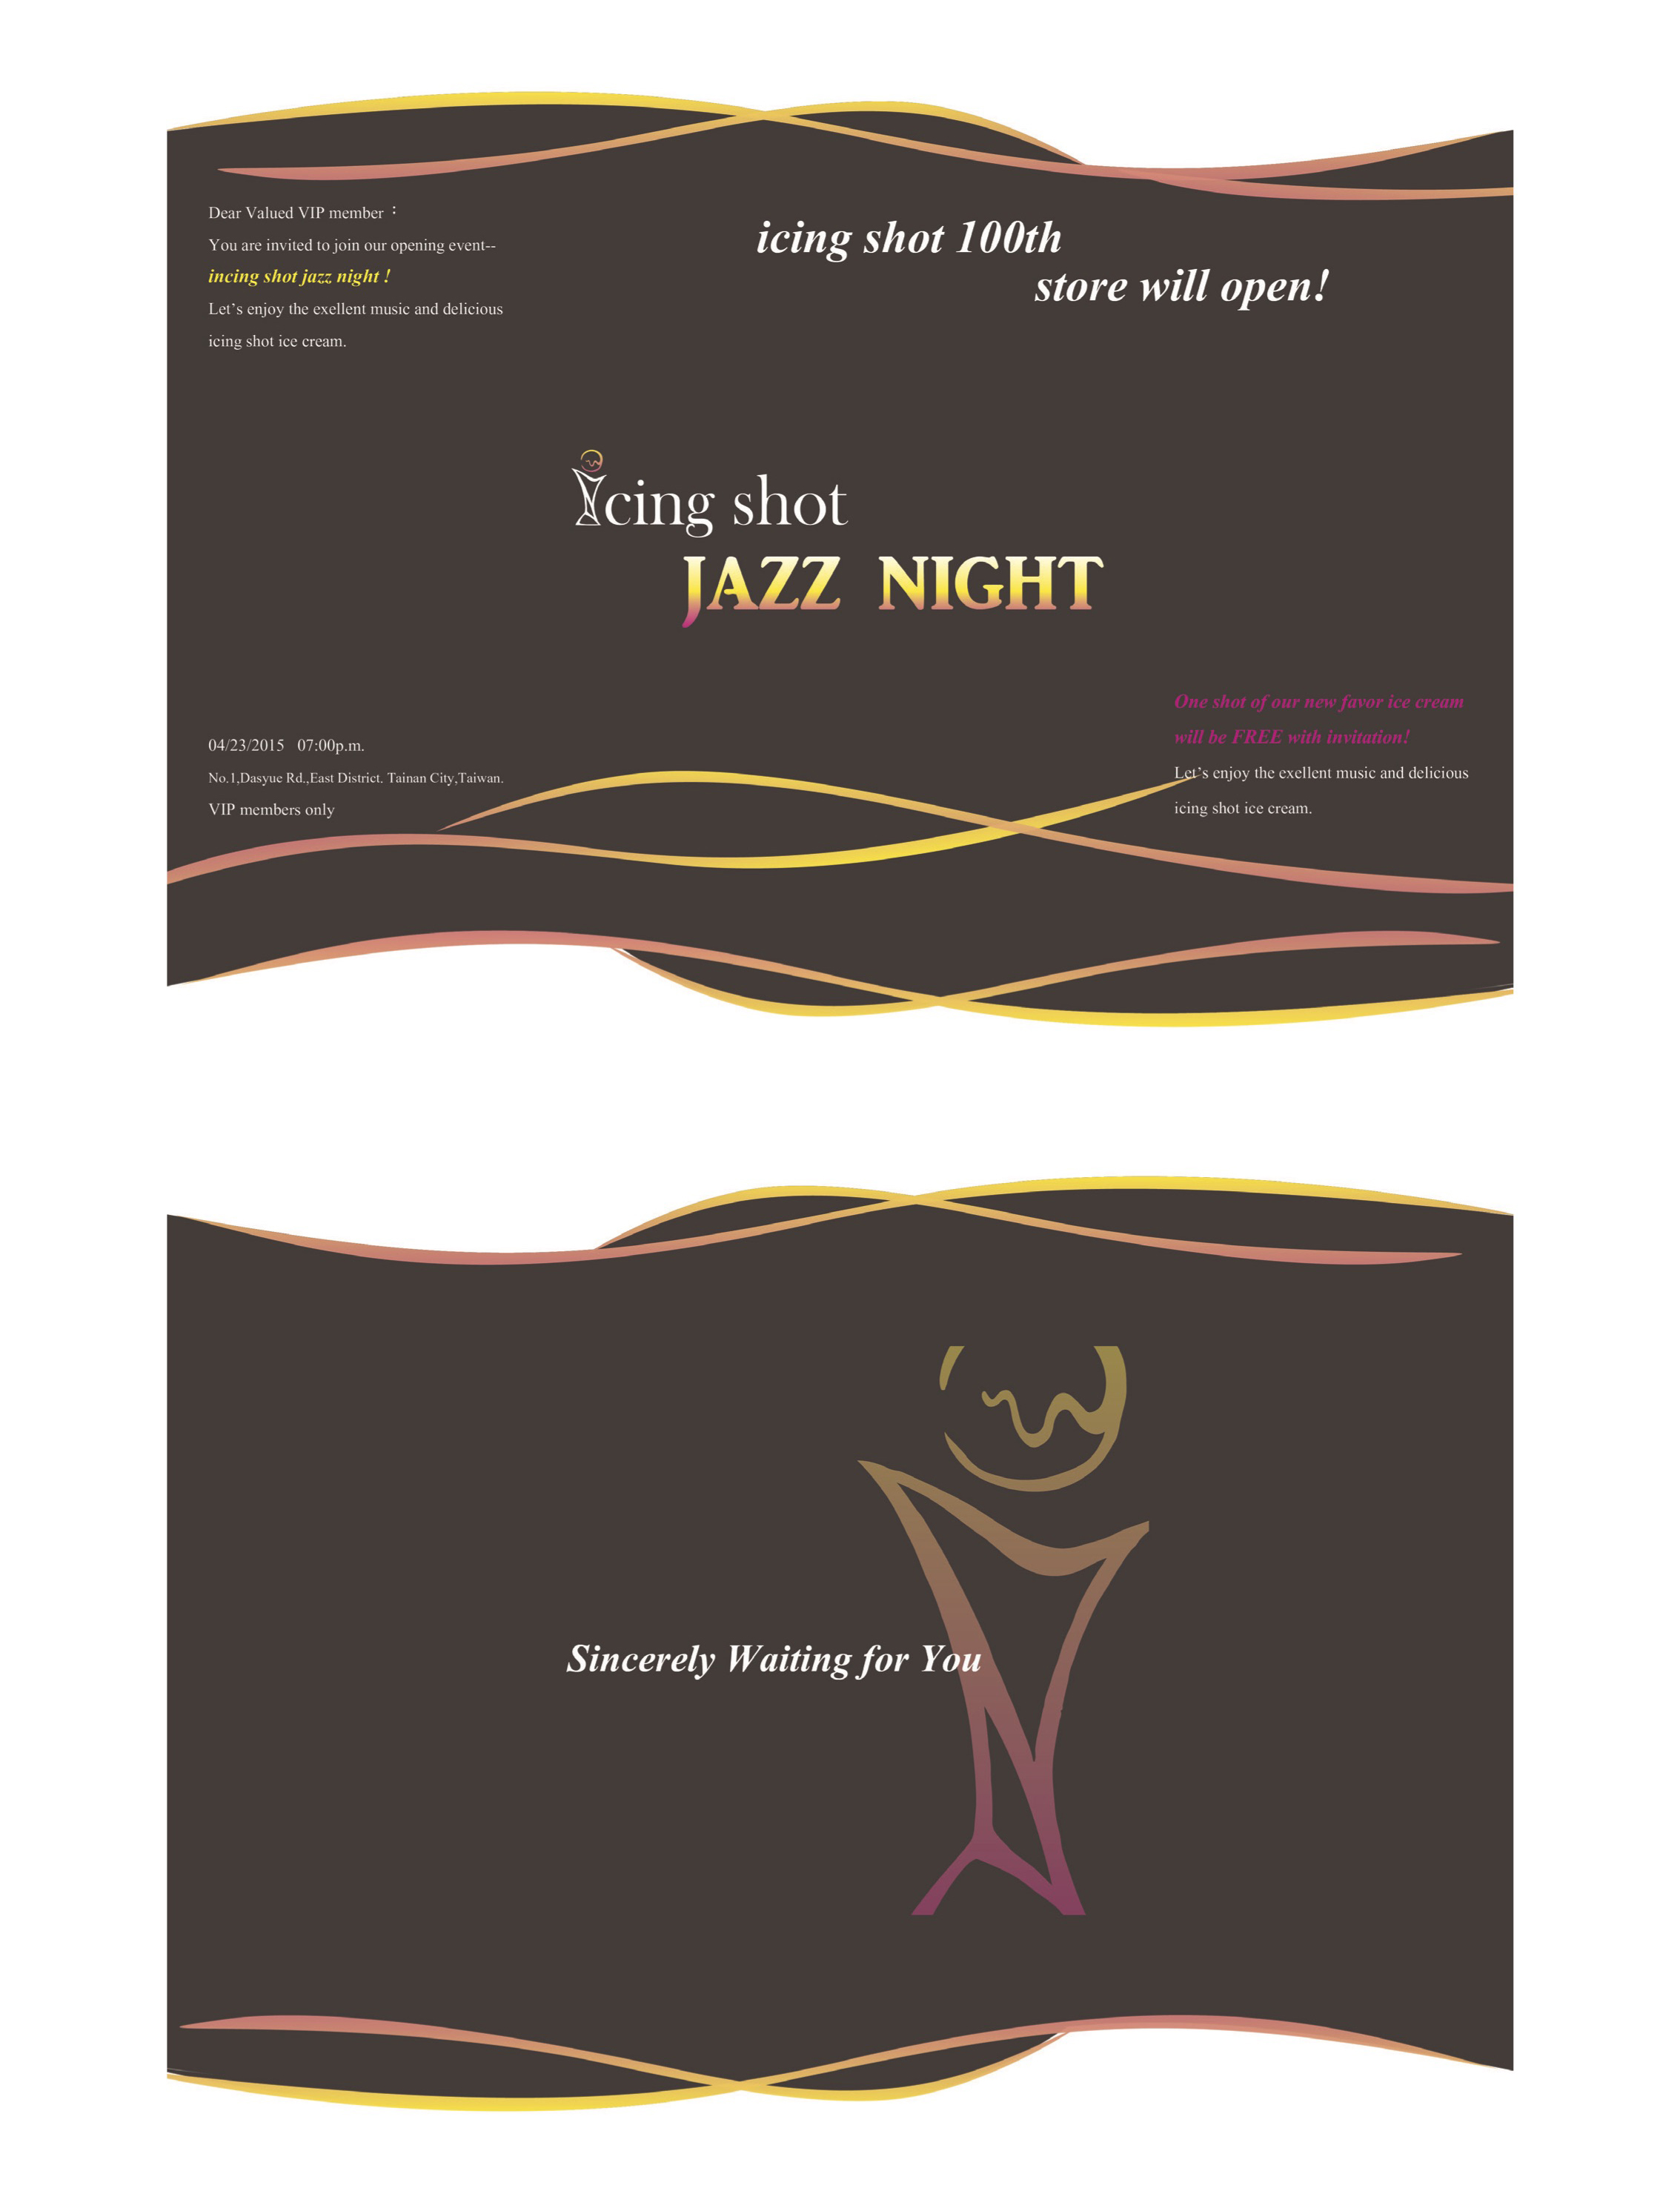 Dear Valued VIP member：
You are invited to join our opening event--
incing shot jazz night !
Let's enjoy the exellent music and delicious
icing shot ice cream.
icing shot 100th
store will open!
icing shot
JAZZ NIGHT
04/23/2015 07:00p.m.
No.1,Dasyue Rd.,East District. Tainan City,Taiwan.
VIP members only
One shot of our new favor ice cream
will be FREE with invitation!
Let's enjoy the exellent music and delicious
icing shot ice cream.
Sincerely Waiting for You